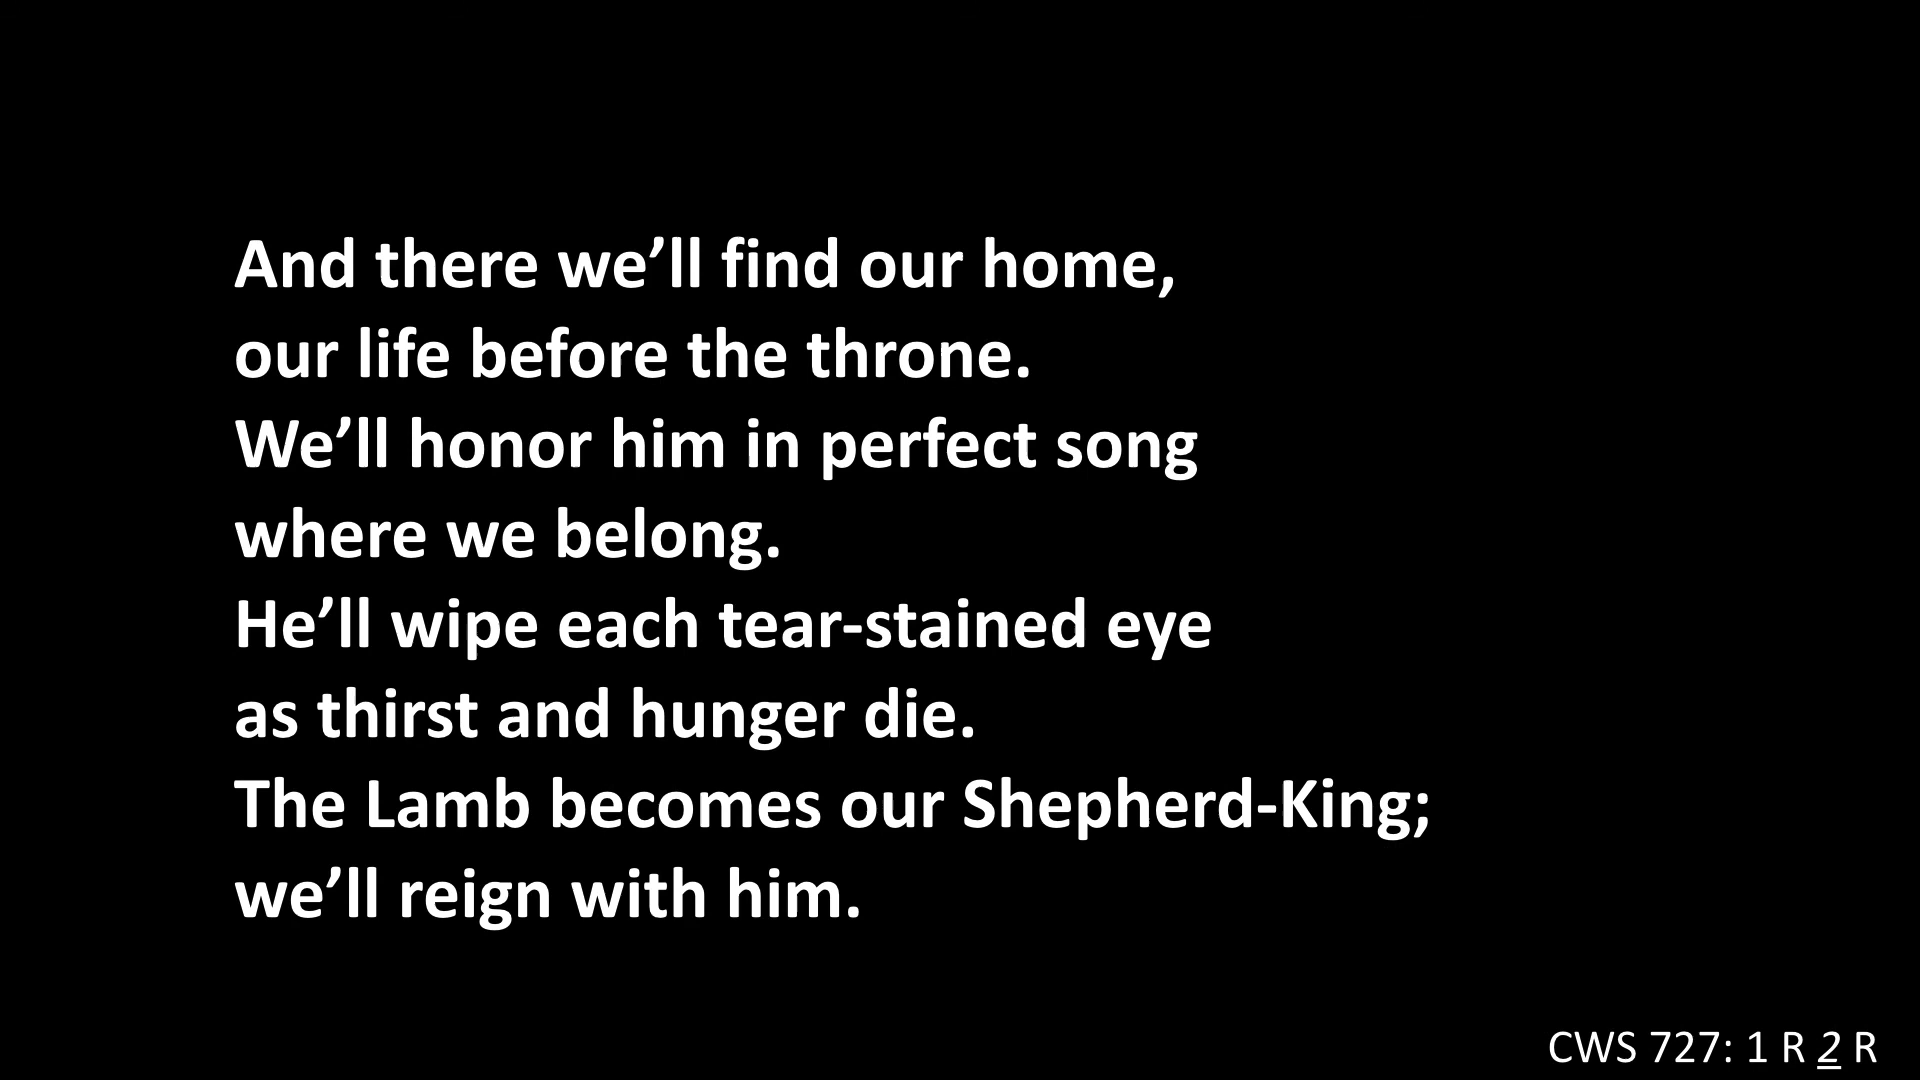 And there we’ll find our home,
our life before the throne.
We’ll honor him in perfect song
where we belong.
He’ll wipe each tear-stained eye
as thirst and hunger die.
The Lamb becomes our Shepherd-King;
we’ll reign with him.
CWS 727: 1 R 2 R